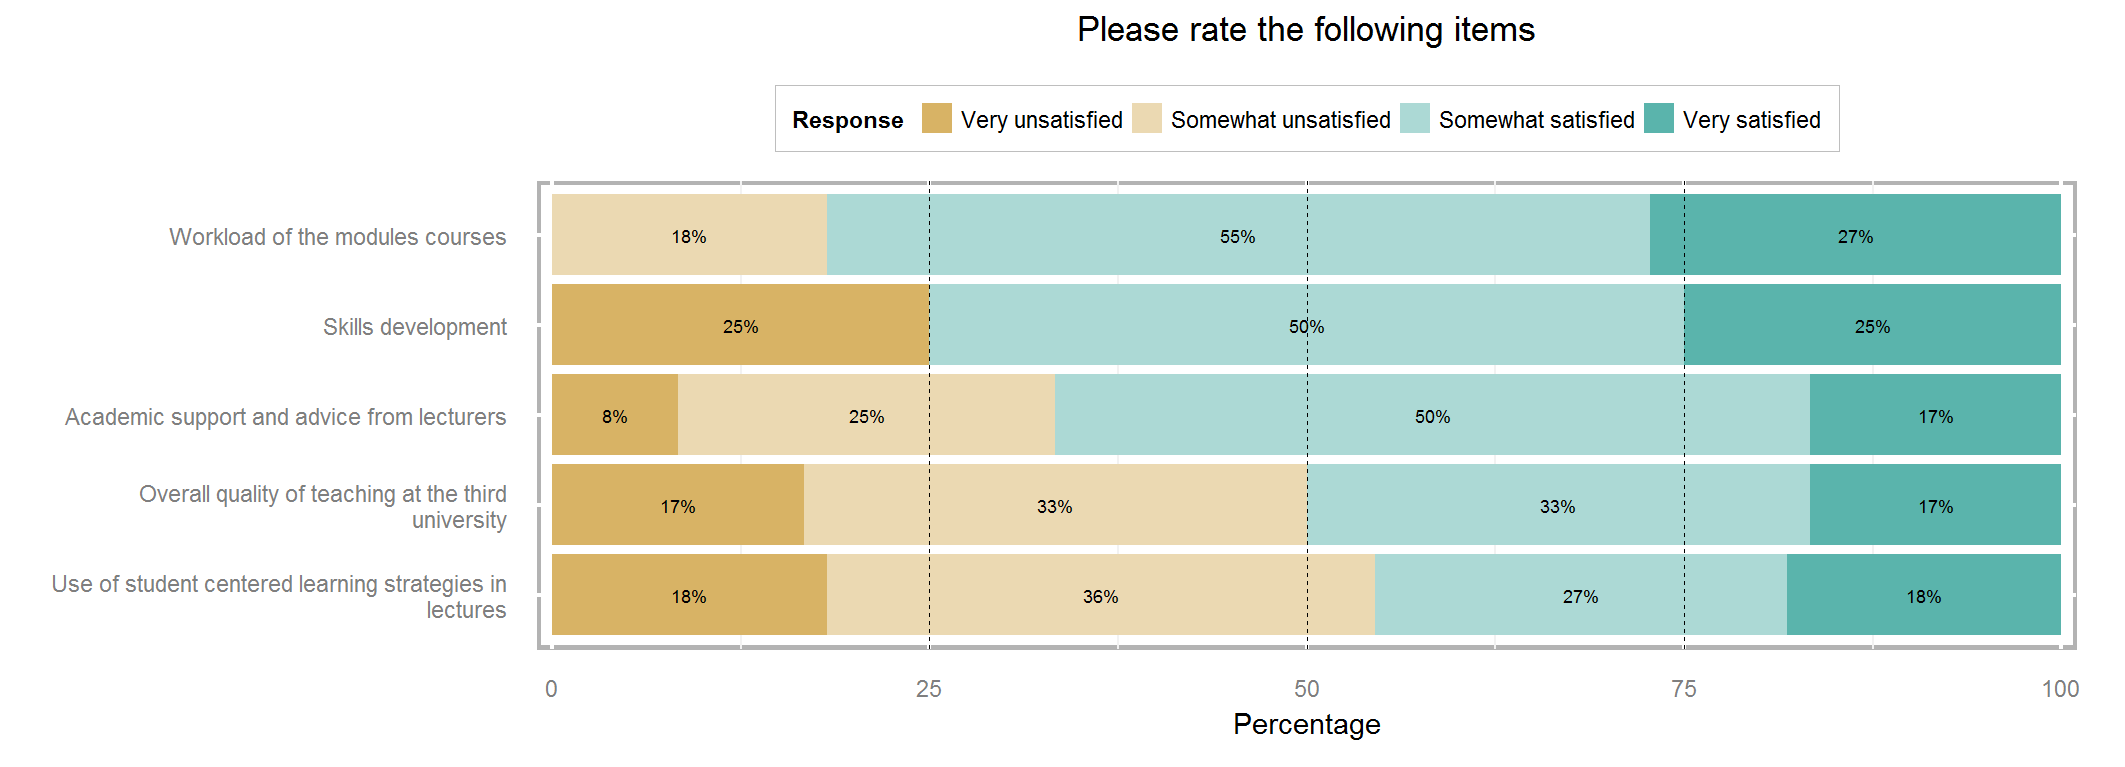 Please rate the following items
Response Very unsatisfied Somewhat unsatisfied Somewhat satisfied Very satisfied
Workload of the modules courses 18% 55% 27%
Skills development 25% 50% 25%
Academic support and advice from lecturers 8% 25% 50% 17%
Overall quality of teaching at the third
university
17% 33% 33% 17%
Use of student centered learning strategies in
lectures
18% 36% 27% 18%
0 25 50 75 100
Percentage